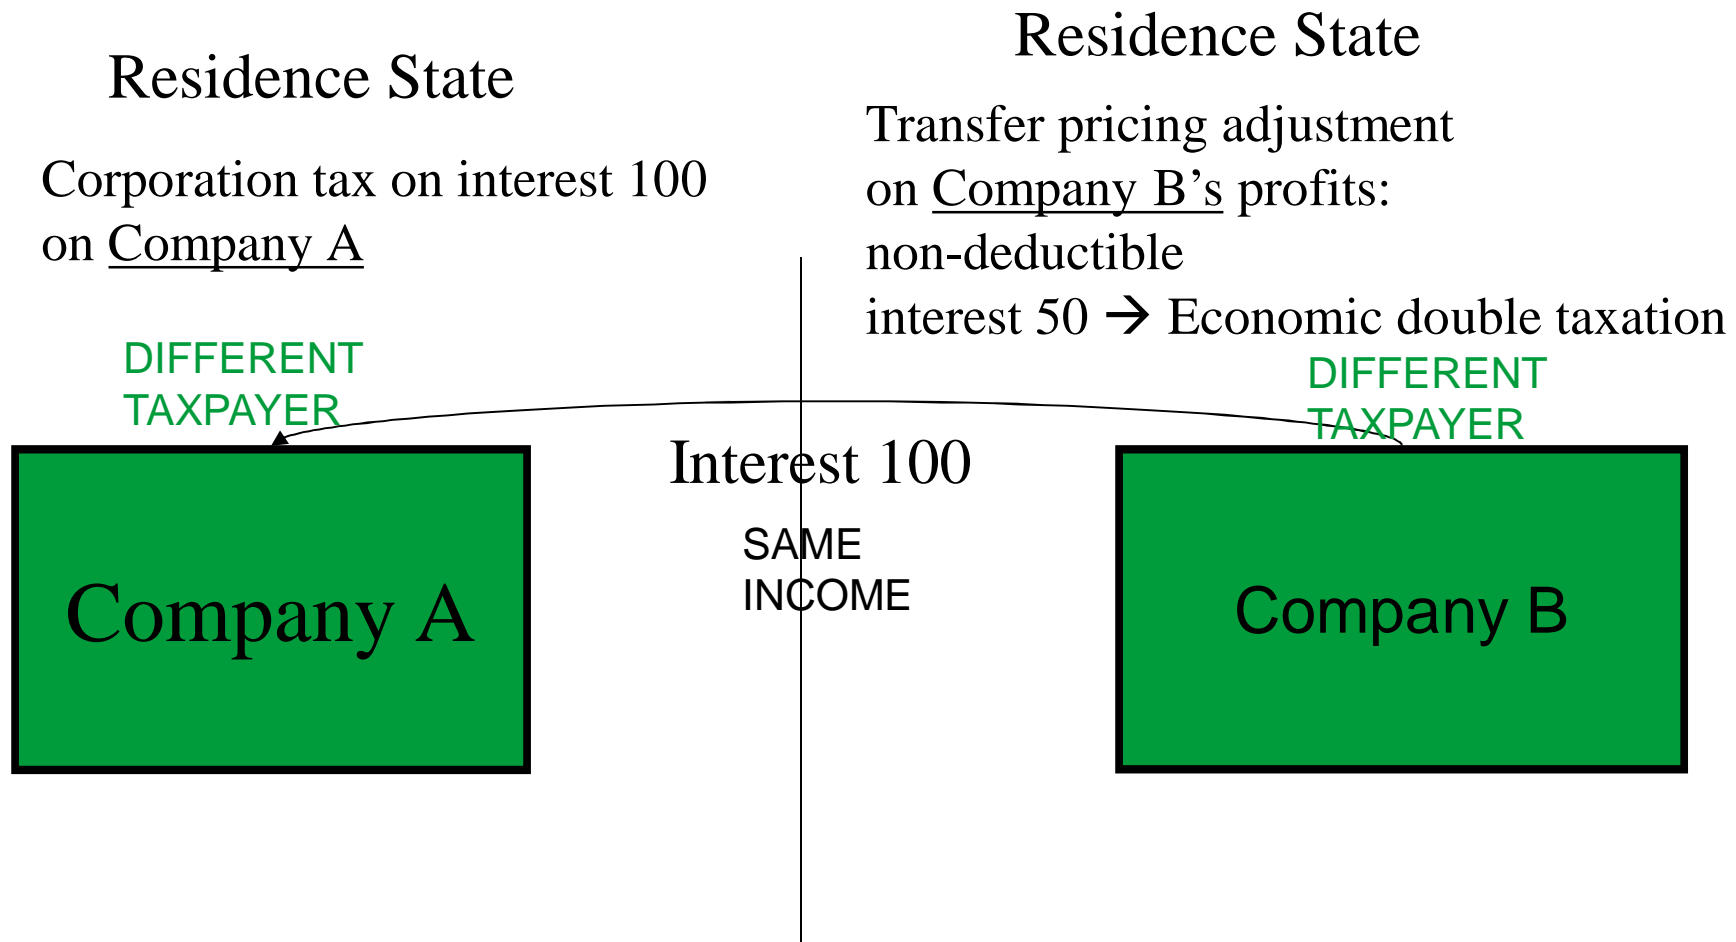 Residence State
Corporation tax on interest 100
on Company A
DIFFERENT
TAXPAYER
Company A
Residence State
Transfer pricing adjustment
on Company B’s profits:
non-deductible
interest 50 → Economic double taxation
DIFFERENT
TAXPAYER
Interest 100
SAME
INCOME
Company B